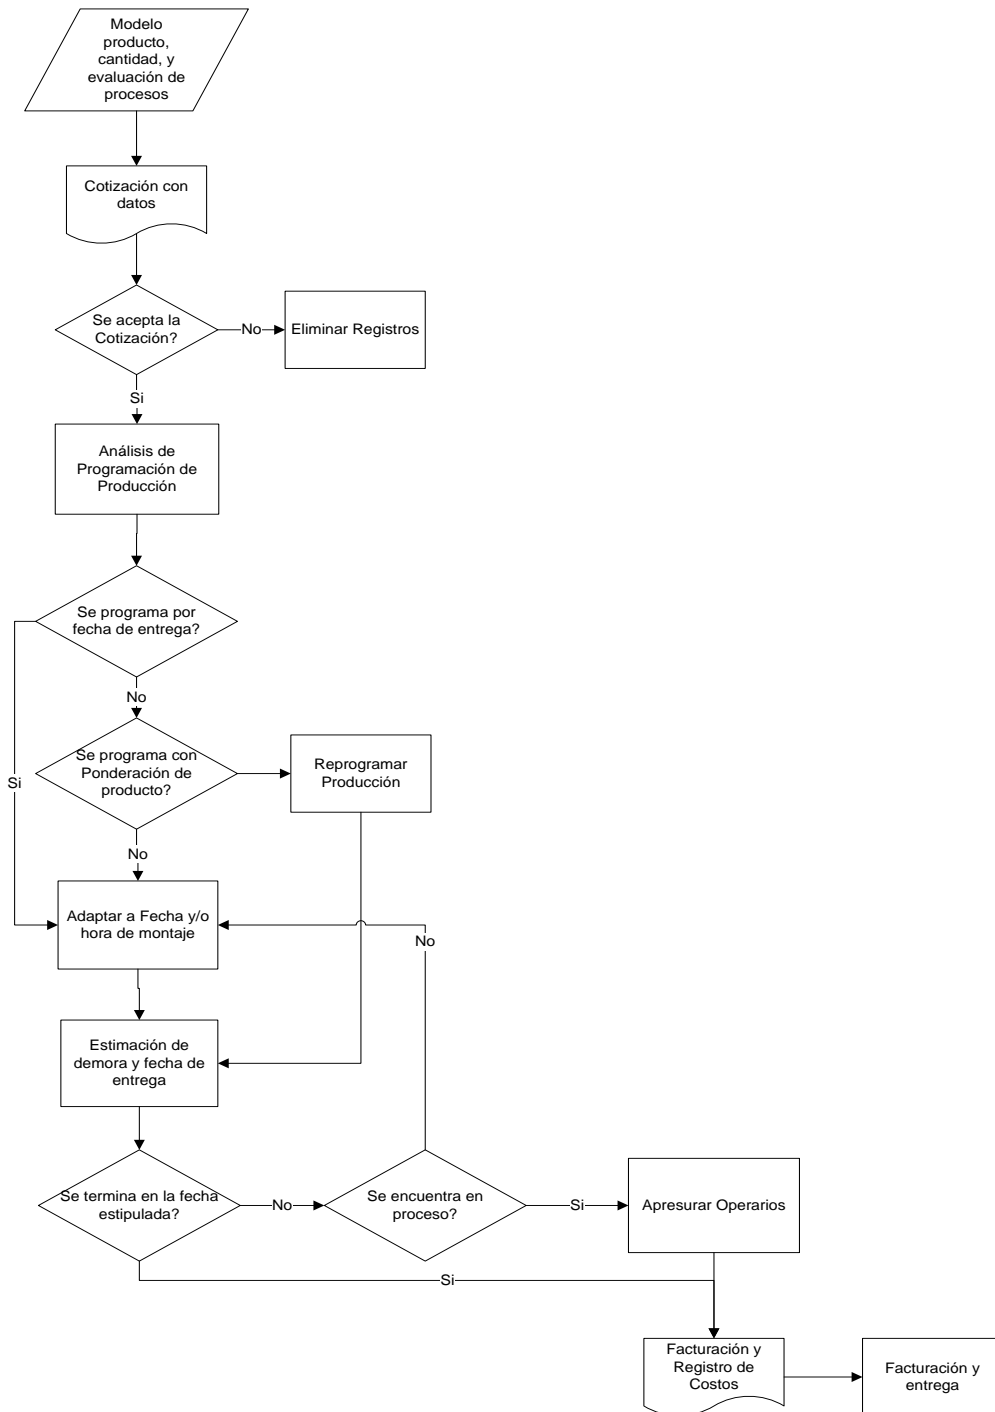 Modelo
producto,
cantidad, y
evaluación de
procesos
Cotización con
datos
Se acepta la
Cotización?
No
Eliminar Registros
Si
Análisis de
Programación de
Producción
Se programa por
fecha de entrega?
No
Se programa con
Ponderación de
producto?
Reprogramar
Producción
Si
No
Adaptar a Fecha y/o
hora de montaje
No
Estimación de
demora y fecha de
entrega
Se termina en la fecha
estipulada?
No
Se encuentra en
proceso?
Si
Apresurar Operarios
Si
Facturación y
Registro de
Costos
Facturación y
entrega